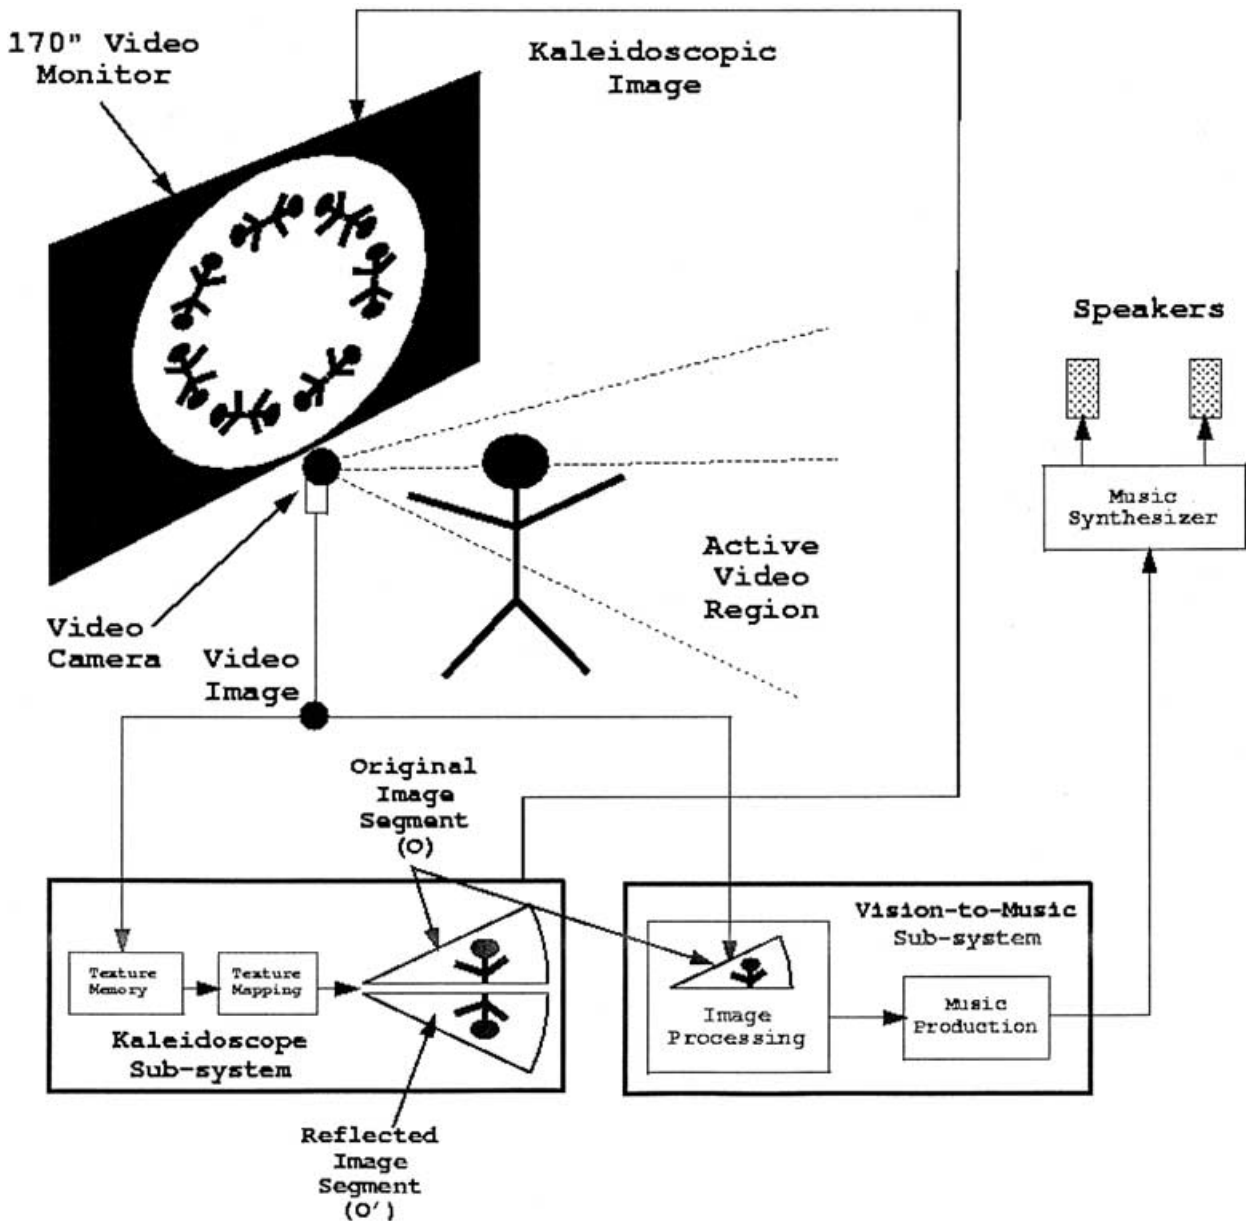 170" Video
Monitor
Kaleidoscopic
Image
Speakers
Music
Synthesizer
Active
Video
Region
Video
Camera
Video
Image
Original
Image
Segment
(O)
Vision-to-Music
Sub-system
Texture
Memory
Texture
Mapping
Image
Processing
Music
Production
Kaleidoscope
Sub-system
Reflected
Image
Segment
(O')